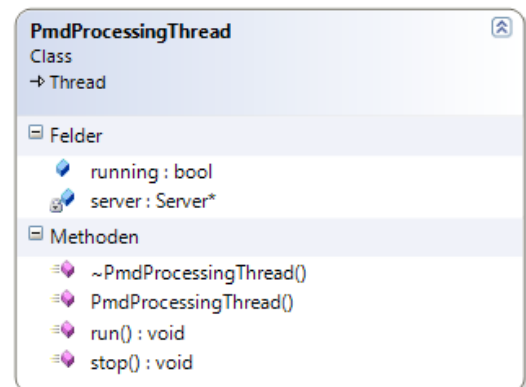 PmdProcessingThread
Class
Thread
Felder
running : bool
server : Server*
Methoden
~PmdProcessingThread()
PmdProcessingThread()
run() : void
stop() : void